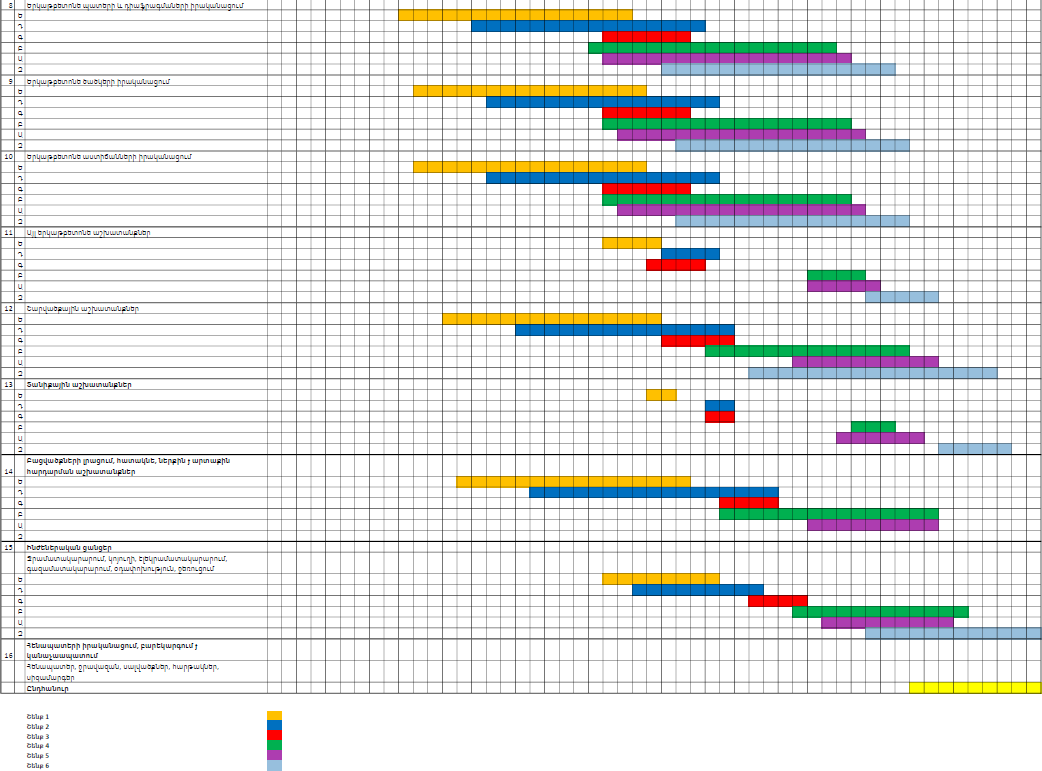 8 Երկաթբետոնե պատերի և դիաֆրագմաների իրականացում
Ե
Դ
Գ
Բ
Ա
Զ
9 Երկաթբետոնե ծածկերի իրականացում
Ե
Դ
Գ
Բ
Ա
Զ
10 Երկաթբետոնե աստիճանների իրականացում
Ե
Դ
Գ
Բ
Ա
Զ
11 Այլ երկաթբետոնե աշխատանքներ
Ե
Դ
Գ
Բ
Ա
Զ
12 Շարվածքային աշխատանքներ
Ե
Դ
Գ
Բ
Ա
Զ
13 Տանիքային աշխատանքներ
Ե
Դ
Գ
Բ
Ա
Զ
Բացվածքների լրացում, հատակներ, ներքին և արտաքին
14 հարդարման աշխատանքներ
Ե
Դ
Գ
Բ
Ա
Զ
15 Ինժեներական ցանցեր
Ջրամատակարարում, կոյուղի, էլեկտրամատակարարում,
գազամատակարարում, օդափոխություն, ջեռուցում
Ե
Դ
Գ
Բ
Ա
Զ
Հենապատերի իրականացում, բարեկարգում և
16 կանաչապատում
Հենապատեր, ջրավազան, սալվածքներ, հարթակներ,
սիզամարգեր
Ընդհանուր
Շենք 1
Շենք 2
Շենք 3
Շենք 4
Շենք 5
Շենք 6